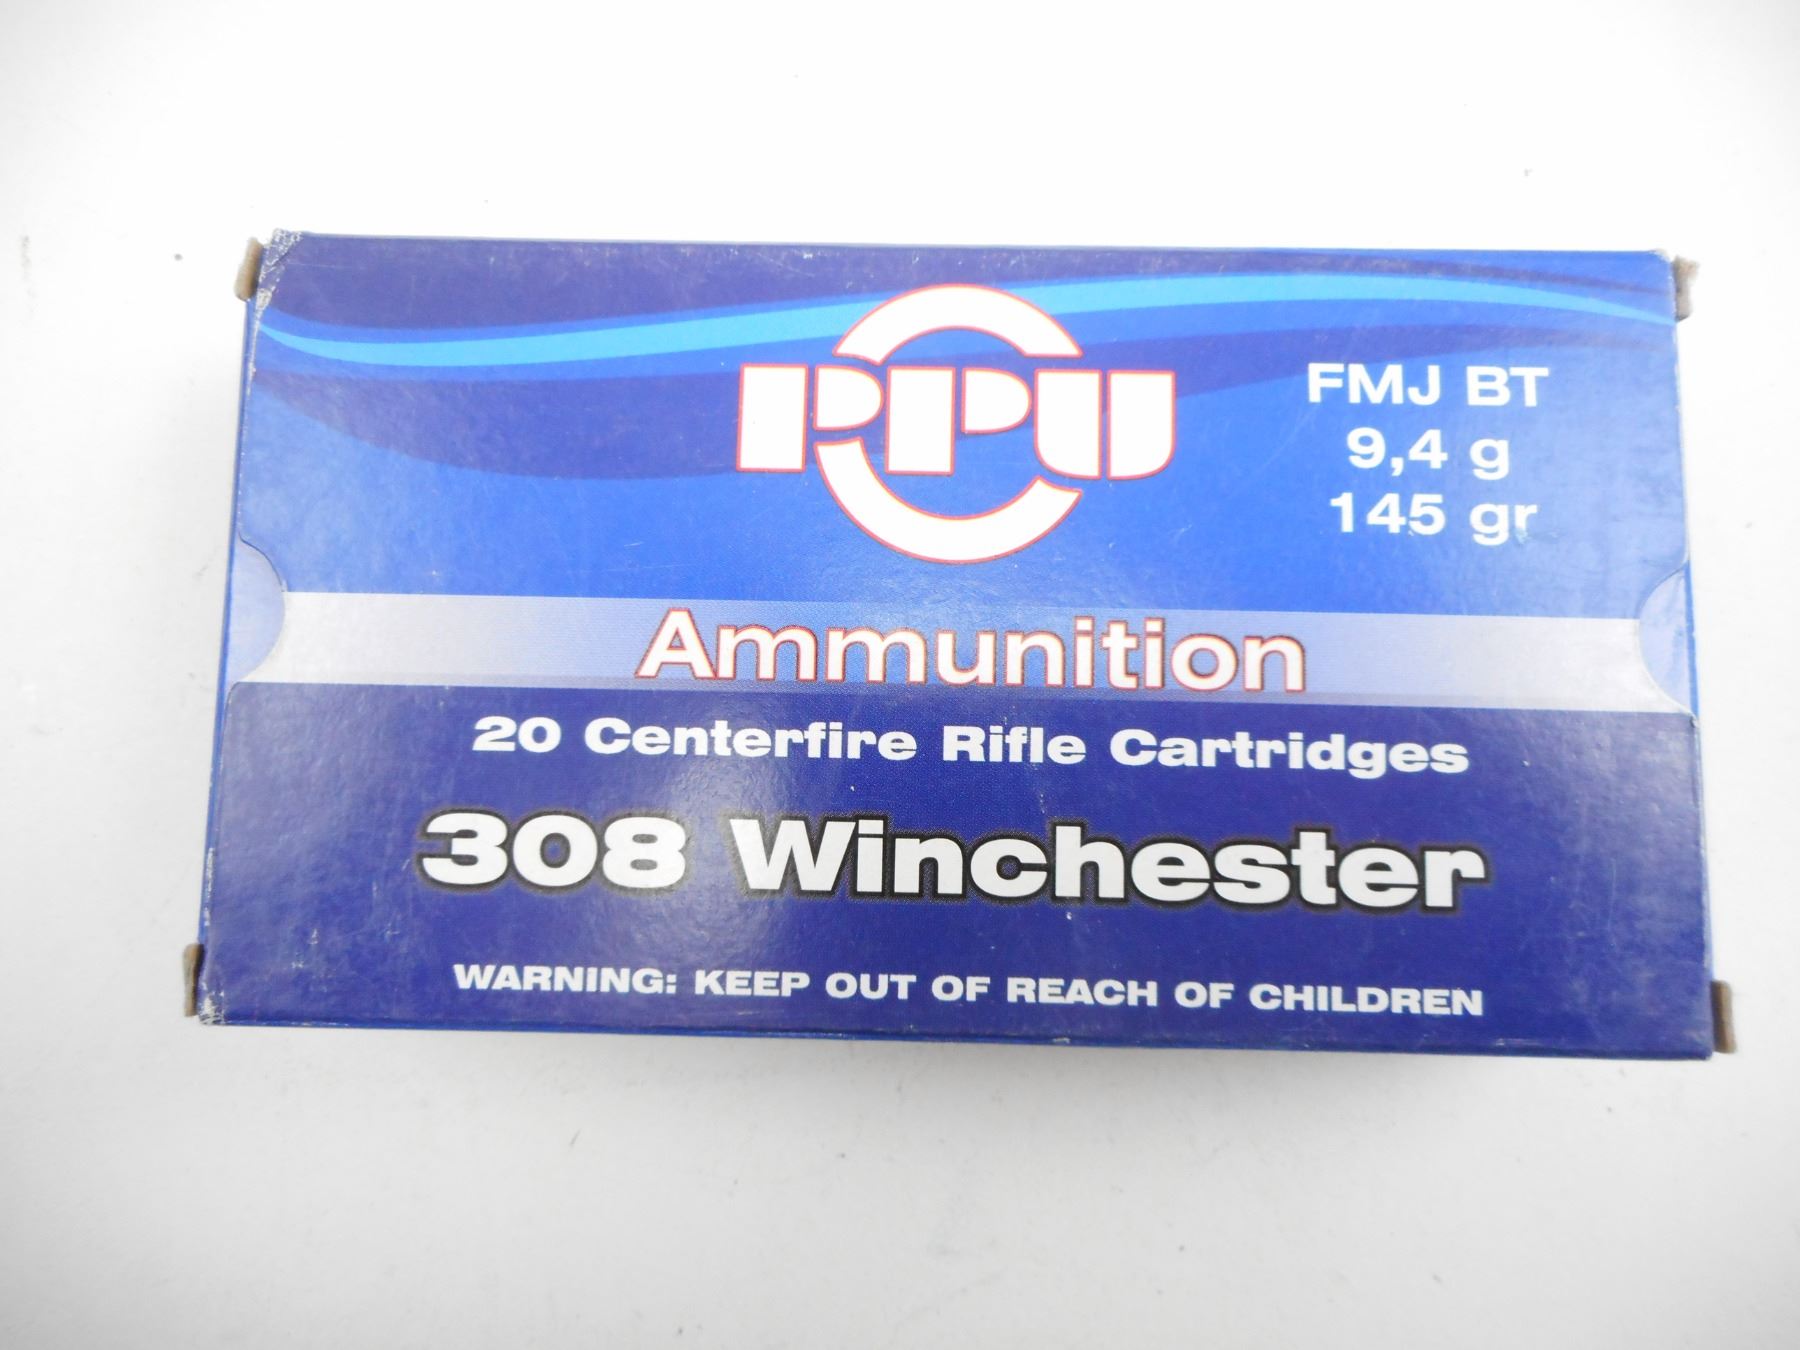 PPU
FMJ BT
9,4 g
145 gr
Ammunition
20 Centerfire Rifle Cartridges
308 Winchester
WARNING: KEEP OUT OF REACH OF CHILDREN